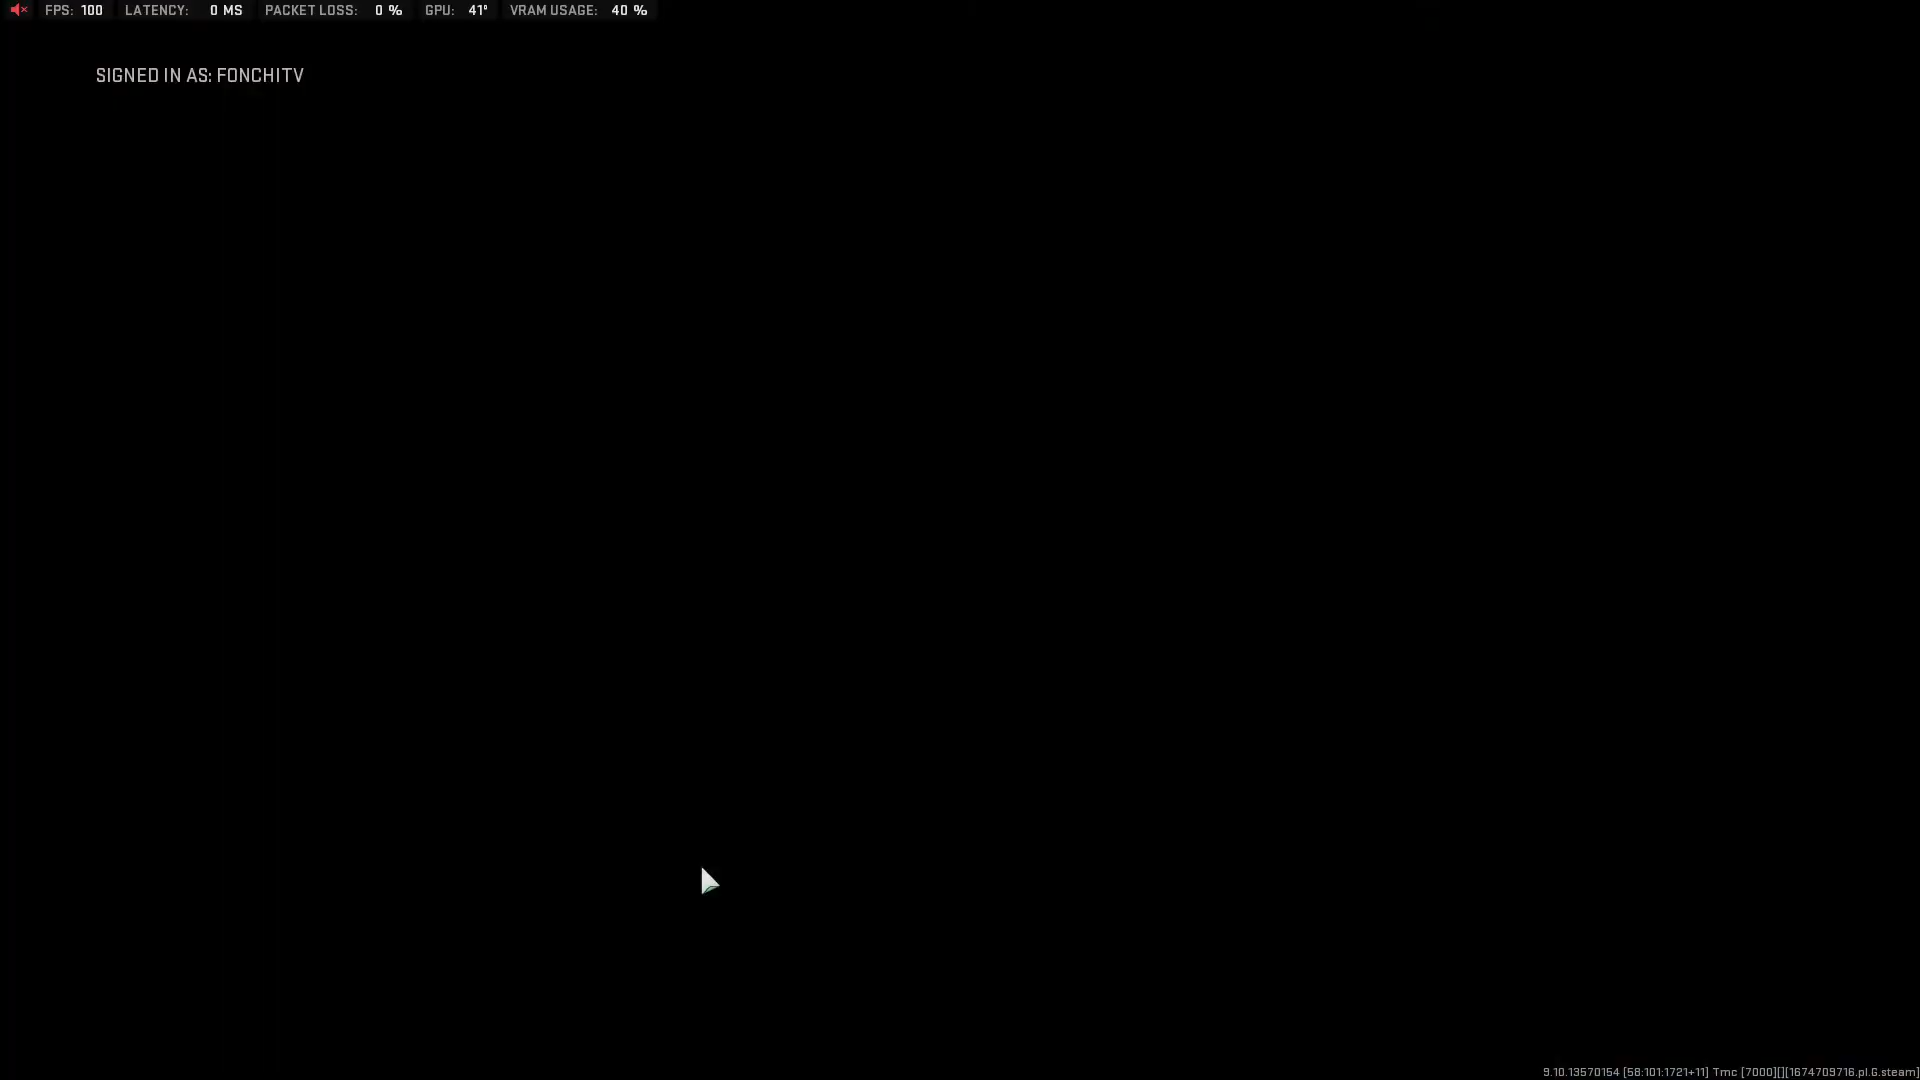 FPS: 100 LATENCY: 0 MS PACKET LOSS: 0 % GPU: 41° VRAM USAGE: 40 %
SIGNED IN AS: FONCHITV
9.10.13570154 [58:101:1721+11] Tmc [7000][][1674709716.pl.G.steam]